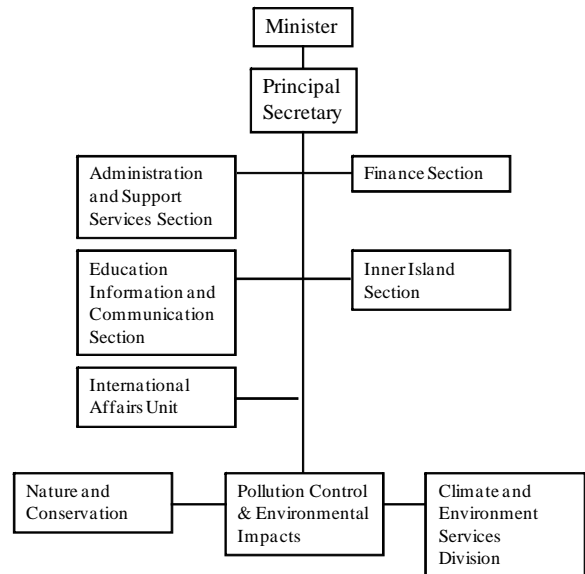 Minister
Principal
Secretary
Administration
and Support
Services Section
Finance Section
Education
Information and
Communication
Section
Inner Island
Section
International
Affairs Unit
Nature and
Conservation
Pollution Control
& Environmental
Impacts
Climate and
Environment
Services
Division